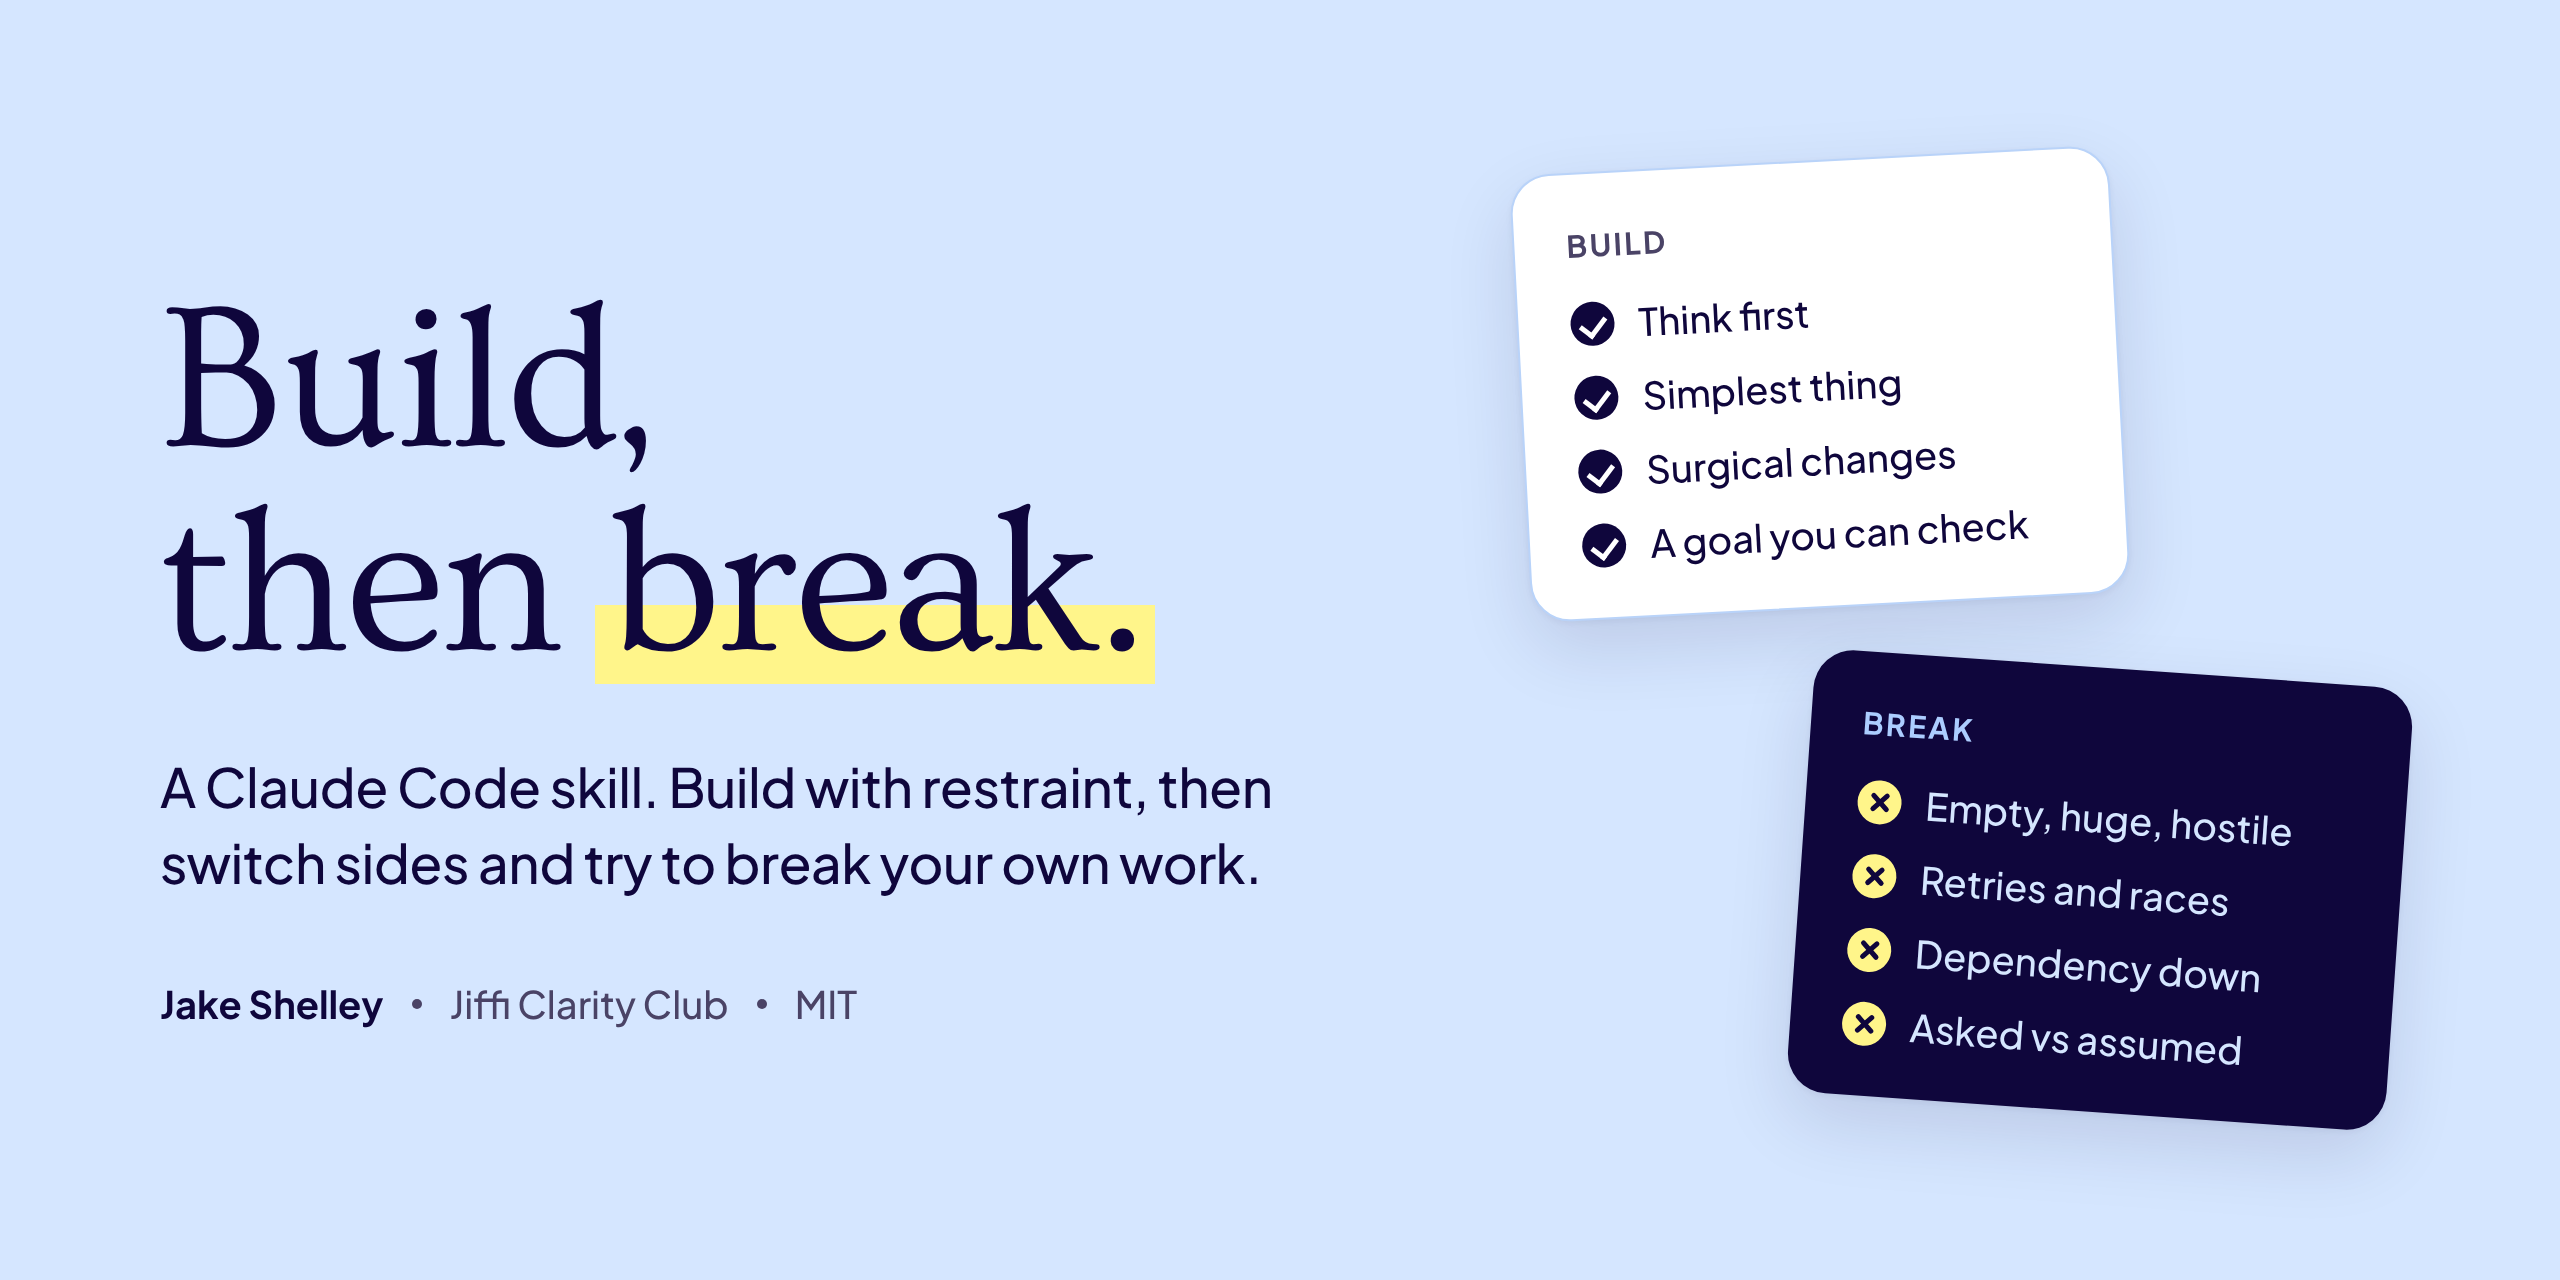 Build,
then break.
A Claude Code skill. Build with restraint, then
switch sides and try to break your own work.
Jake Shelley • Jiffi Clarity Club • MIT
BUILD
Think first
Simplest thing
Surgical changes
A goal you can check
BREAK
Empty, huge, hostile
Retries and races
Dependency down
Asked vs assumed